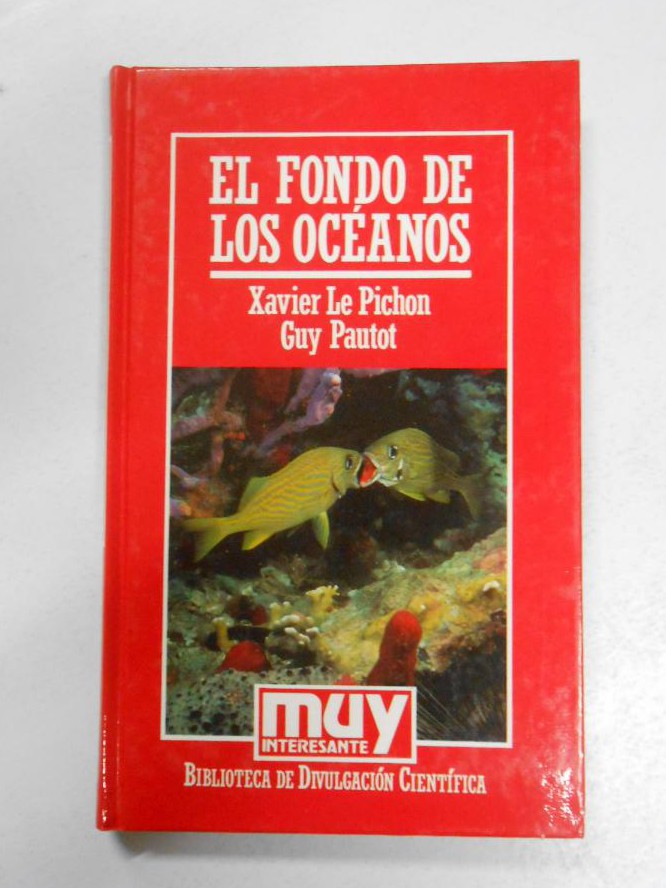 EL FONDO DE
LOS OCÉANOS
Xavier Le Pichon
Guy Pautot
muy
INTERESANTE
BIBLIOTECA DE DIVULGACIÓN CIENTÍFICA